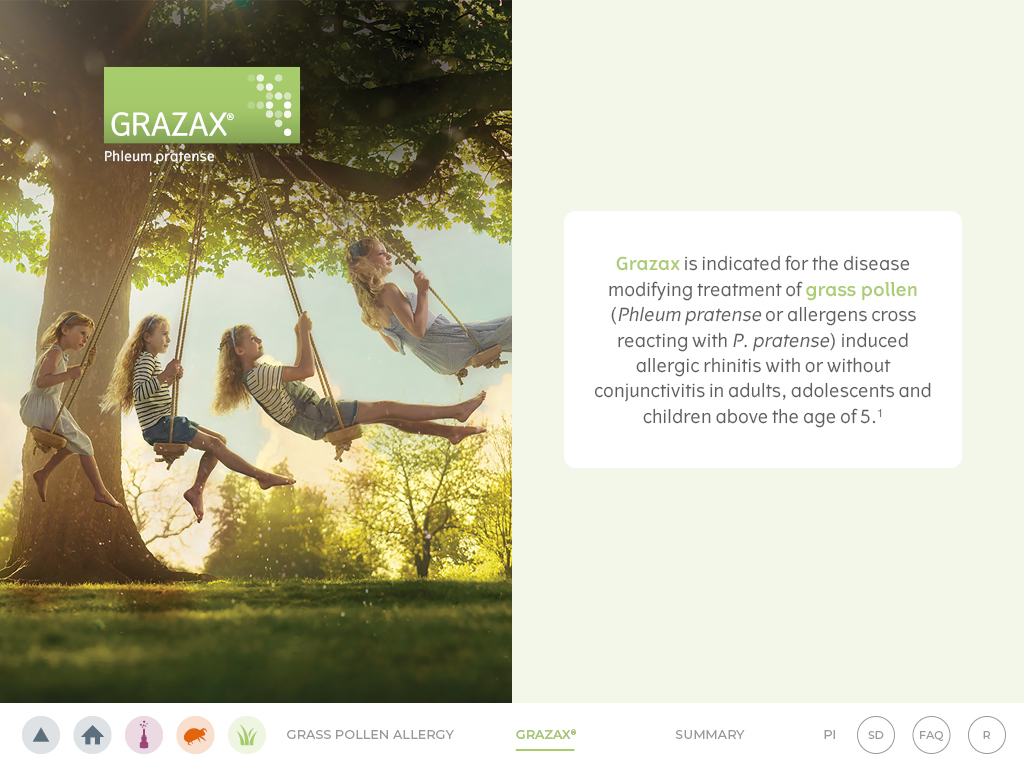 GRAZAX®
Phleum pratense
Grazax is indicated for the disease
modifying treatment of grass pollen
(Phleum pratense or allergens cross
reacting with P. pratense) induced
allergic rhinitis with or without
conjunctivitis in adults, adolescents and
children above the age of 5.¹
GRASS POLLEN ALLERGY
GRAZAX®
SUMMARY
PI
SD
FAQ
R